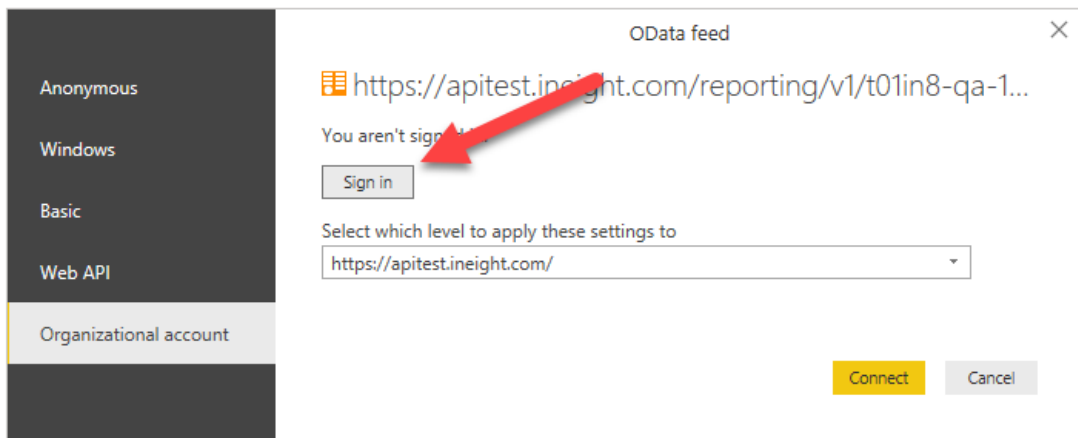 OData feed
Anonymous
Windows
Basic
Web API
Organizational account
https://apitest.ineight.com/reporting/v1/t01in8-qa-1...
You aren't signed
Sign in
Select which level to apply these settings to
https://apitest.ineight.com/
Connect
Cancel